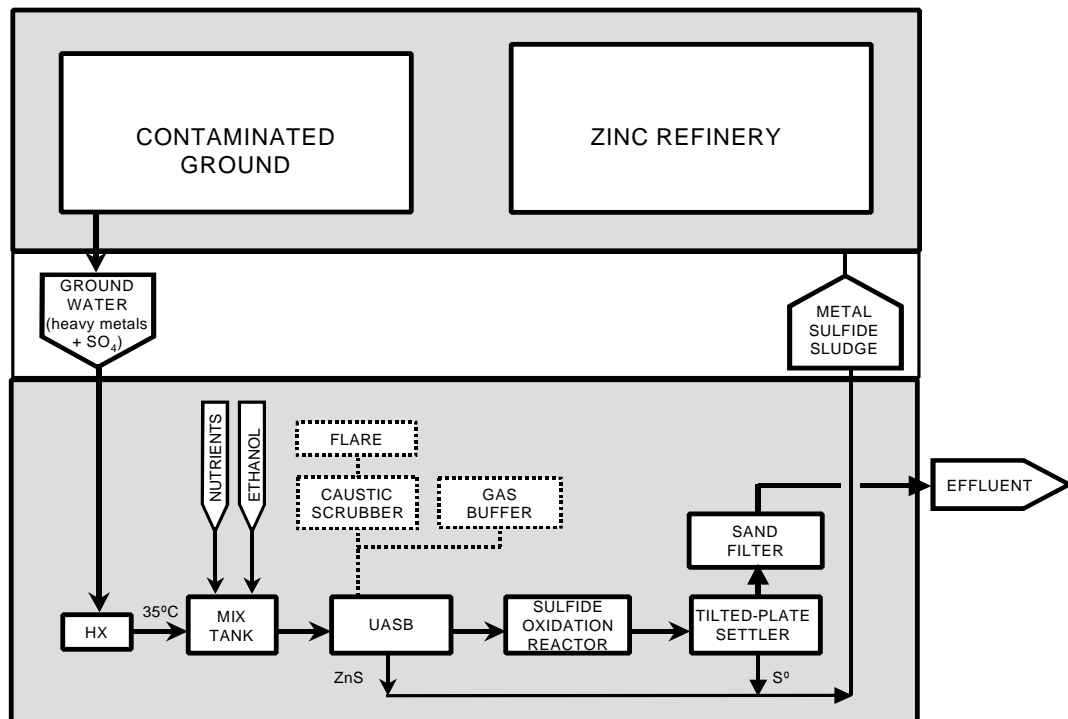 CONTAMINATED
GROUND
ZINC REFINERY
GROUND
WATER
(heavy metals
+ SO₄)
METAL
SULFIDE
SLUDGE
NUTRIENTS
ETHANOL
FLARE
CAUSTIC
SCRUBBER
GAS
BUFFER
EFFLUENT
SAND
FILTER
HX
35ºC
MIX
TANK
UASB
SULFIDE
OXIDATION
REACTOR
TILTED-PLATE
SETTLER
ZnS
Sº